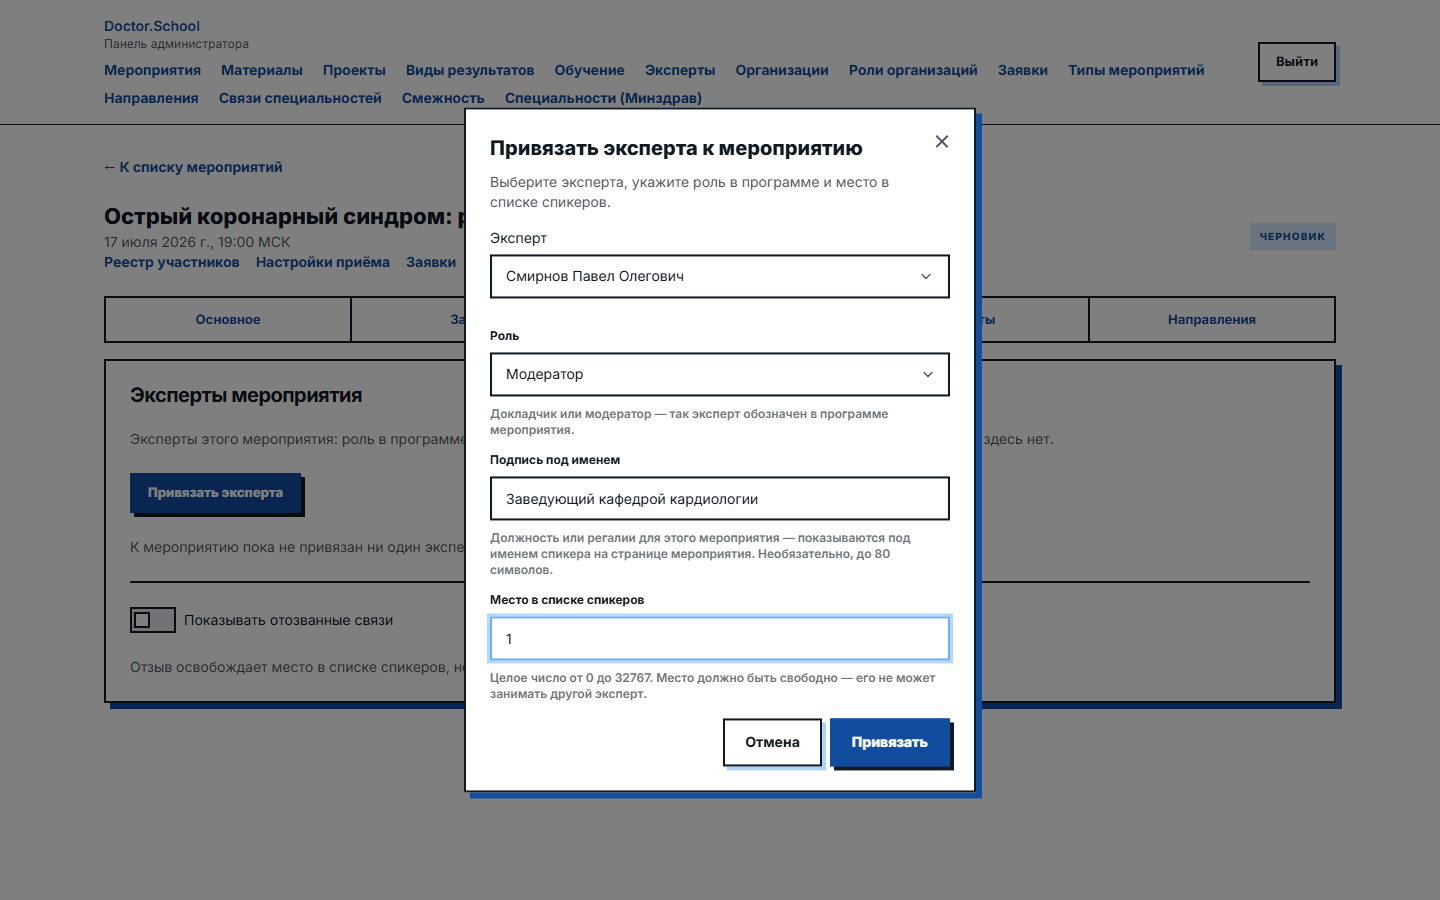 Doctor.School
Панель администратора
Мероприятия Материалы Проекты Виды результатов Обучение Эксперты Организации Роли организаций Заявки Типы мероприятий
Направления Связи специальностей Смежность Специальности (Минздрав)
Выйти
← К списку мероприятий
Острый коронарный синдром:
17 июля 2026 г., 19:00 МСК
ЧЕРНОВИК
Реестр участников Настройки приёма Заявки
Основное
Направления
Эксперты мероприятия
Эксперты этого мероприятия: роль в программе
здесь нет.
Привязать эксперта
К мероприятию пока не привязан ни один
Показывать отозванные связи
Отзыв освобождает место в списке спикеров,
Привязать эксперта к мероприятию
Выберите эксперта, укажите роль в программе и место в
списке спикеров.
Эксперт
Смирнов Павел Олегович
Роль
Модератор
Докладчик или модератор — так эксперт обозначен в программе
мероприятия.
Подпись под именем
Заведующий кафедрой кардиологии
Должность или регалии для этого мероприятия — показываются под
именем спикера на странице мероприятия. Необязательно, до 80
символов.
Место в списке спикеров
1
Целое число от 0 до 32767. Место должно быть свободно — его не может
занимать другой эксперт.
Отмена
Привязать